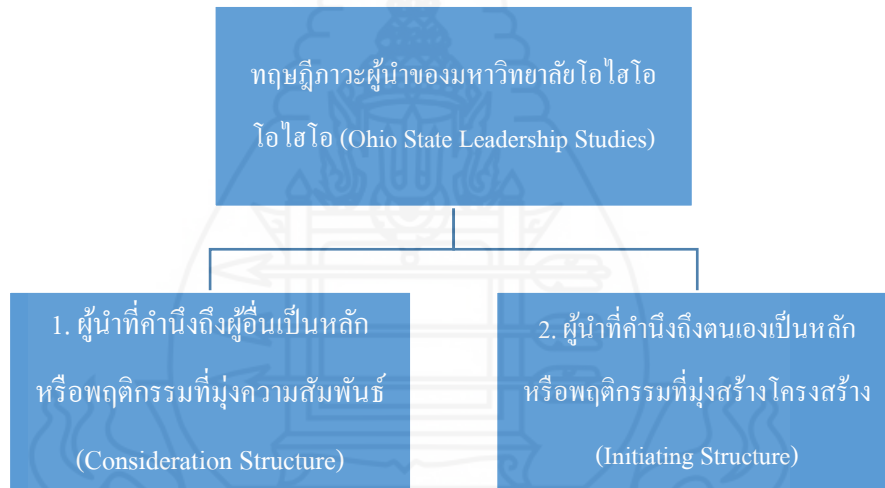 ทฤษฎีภาวะผู้นำของมหาวิทยาลัยโอไฮโอ
โอไฮโอ (Ohio State Leadership Studies)
1. ผู้นำที่คำนึงถึงผู้อื่นเป็นหลัก
หรือพฤติกรรมที่มุ่งความสัมพันธ์
(Consideration Structure)
2. ผู้นำที่คำนึงถึงตนเองเป็นหลัก
หรือพฤติกรรมที่มุ่งสร้างโครงสร้าง
(Initiating Structure)